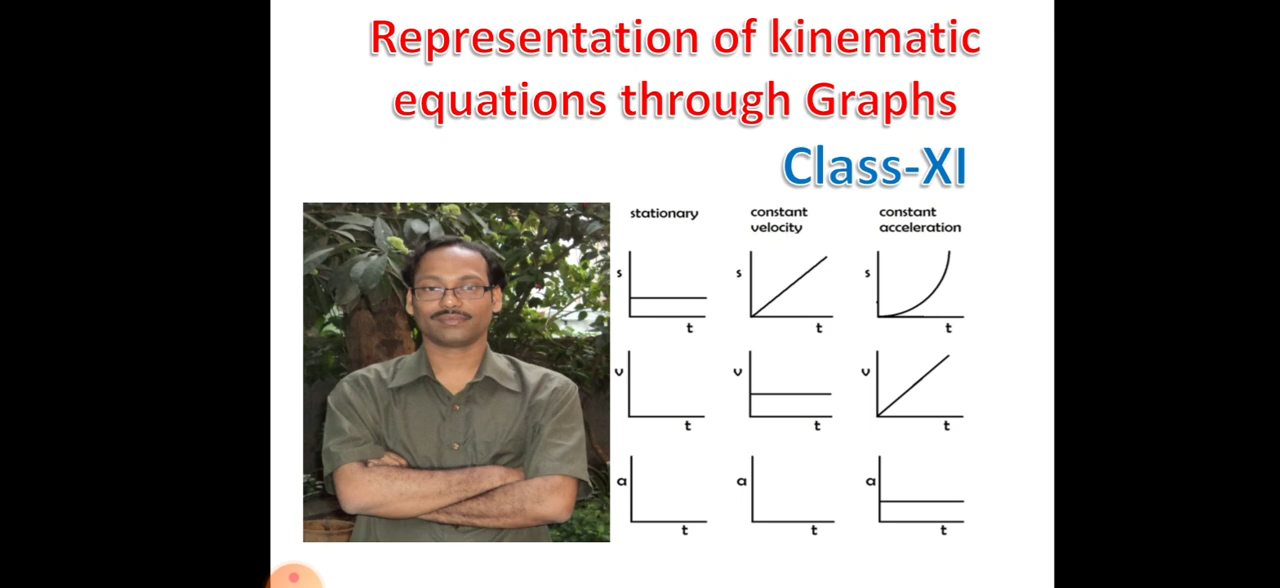 Representation of kinematic
equations through Graphs
Class-XI
stationary
constant
velocity
constant
acceleration
s
t
s
t
s
t
v
t
v
t
v
t
a
t
a
t
a
t